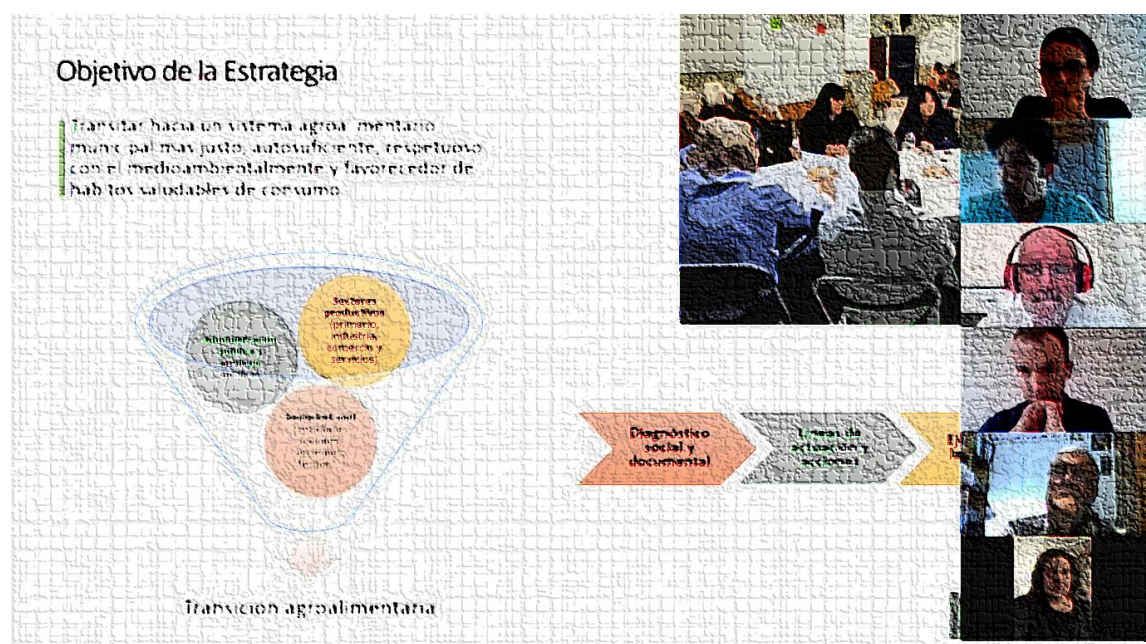 Objetivo de la Estrategia
Transitar hacia un sistema agroalimentario
municipal más justo, autosuficiente, respetuoso
con el medioambientalmente y favorecedor de
hábitos saludables de consumo
Sectores
productivos
(primario,
industria,
comercio y
servicios)
Diagnóstico
social y
documental
Líneas de
actuación y
acciones
Transición agroalimentaria